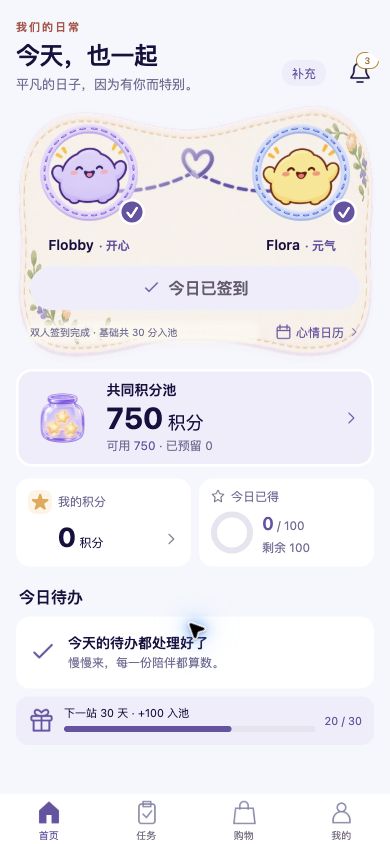 我们的日常
今天，也一起
平凡的日子，因为有你而特别。
补充
3
Flobby · 开心
Flora · 元气
今日已签到
双人签到完成 · 基础共 30 分入池
心情日历
共同积分池
750 积分
可用 750 · 已预留 0
我的积分
0 积分
今日已得
0 / 100
剩余 100
今日待办
今天的待办都处理好了
慢慢来，每一份陪伴都算数。
下一站 30 天 · +100 入池
20 / 30
首页
任务
购物
我的